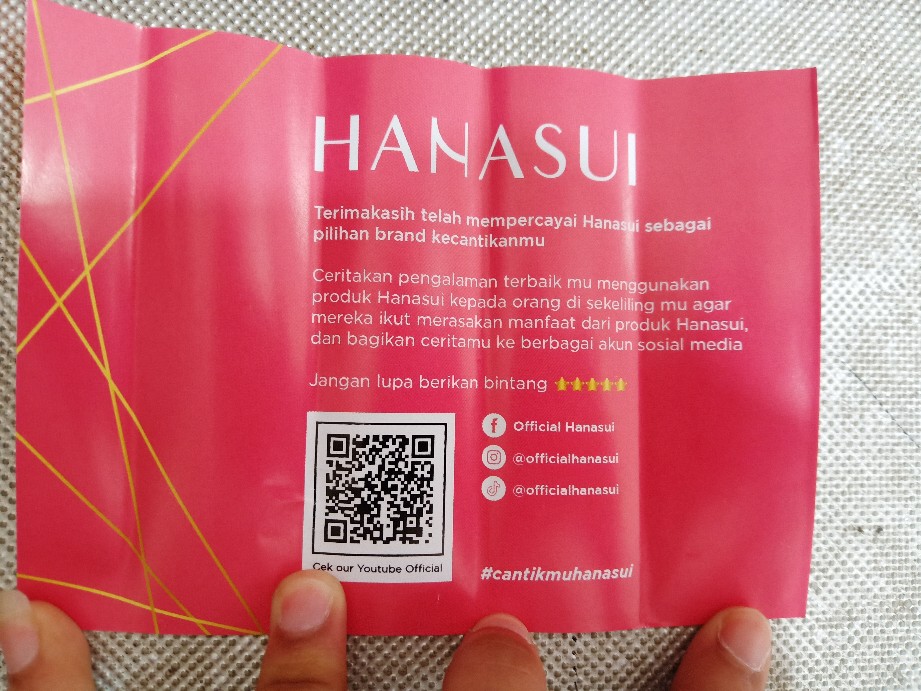 HANASUI
Terimakasih telah mempercayai Hanasui sebagai
pilihan brand kecantikanmu
Ceritakan pengalaman terbaik mu menggunakan
produk Hanasui kepada orang di sekeliling mu agar
mereka ikut merasakan manfaat dari produk Hanasui,
dan bagikan ceritamu ke berbagai akun sosial media
Jangan lupa berikan bintang
Official Hanasui
@officialhanasui
@officialhanasui
Cek our Youtube Official
#cantikmuhanasui